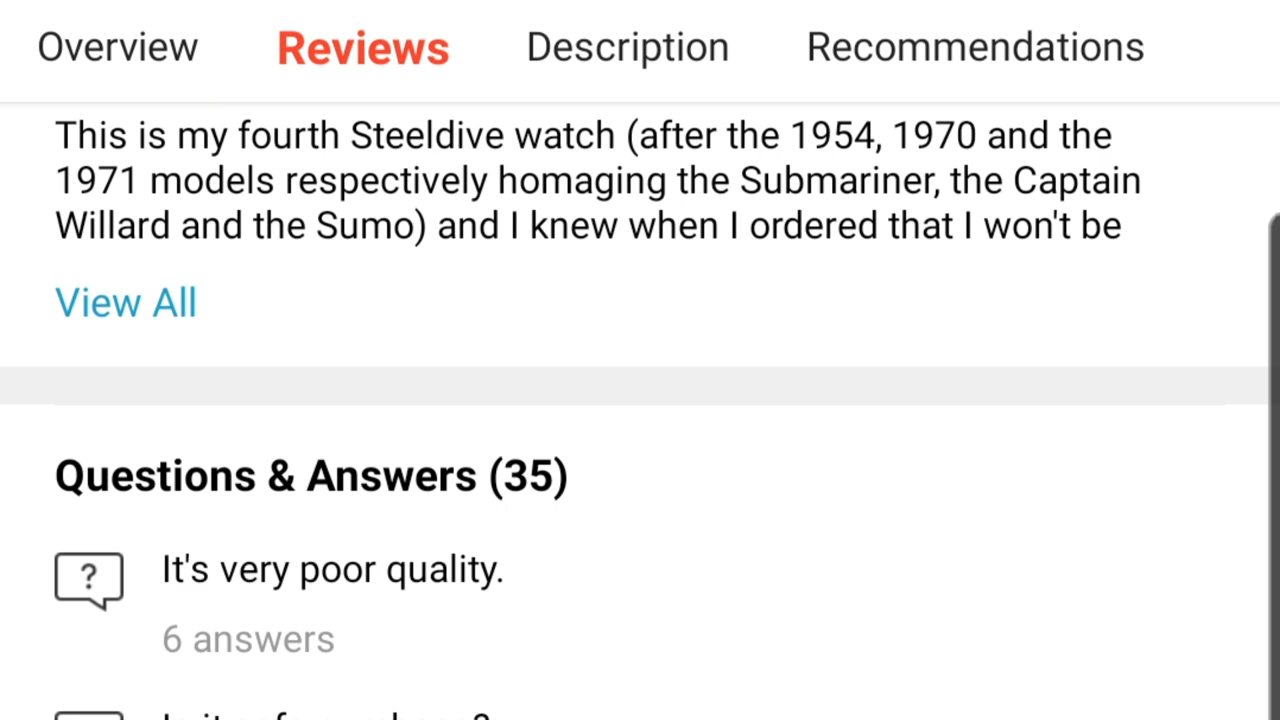 Overview Reviews Description Recommendations
This is my fourth Steeldive watch (after the 1954, 1970 and the
1971 models respectively homaging the Submariner, the Captain
Willard and the Sumo) and I knew when I ordered that I won't be
View All
Questions & Answers (35)
?
It's very poor quality.
6 answers